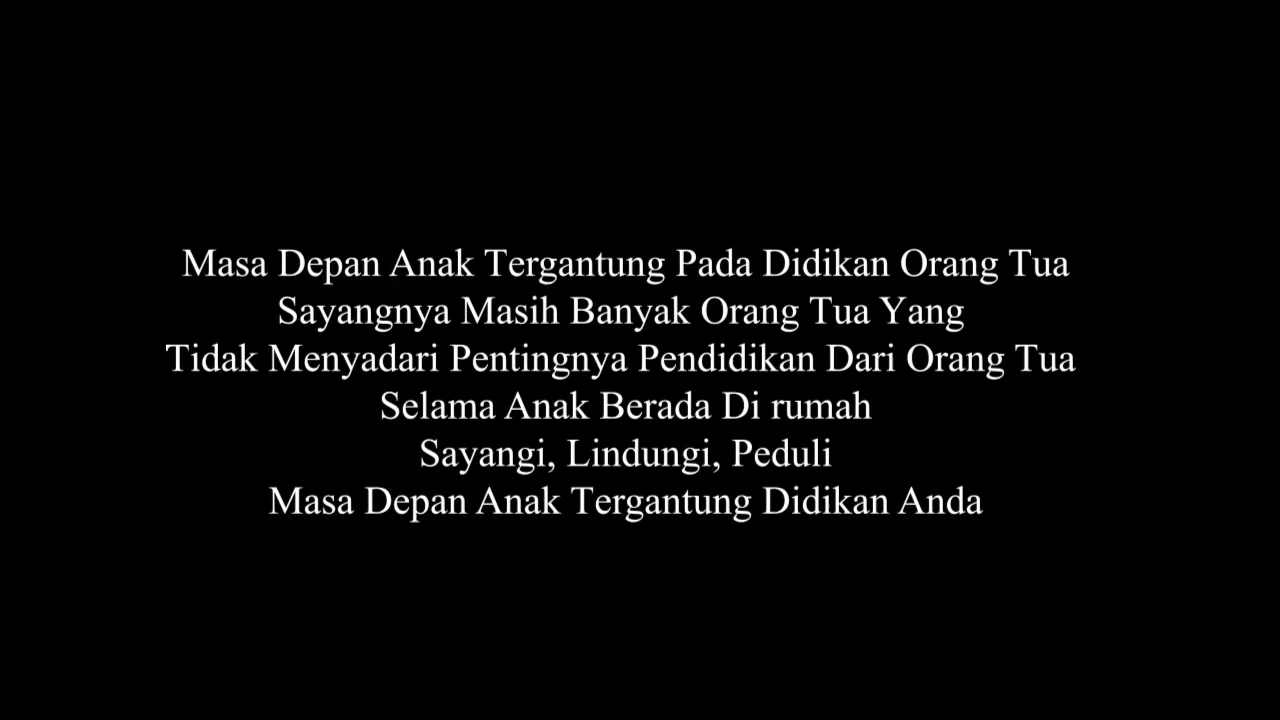 Masa Depan Anak Tergantung Pada Didikan Orang Tua
Sayangnya Masih Banyak Orang Tua Yang
Tidak Menyadari Pentingnya Pendidikan Dari Orang Tua
Selama Anak Berada Di rumah
Sayangi, Lindungi, Peduli
Masa Depan Anak Tergantung Didikan Anda